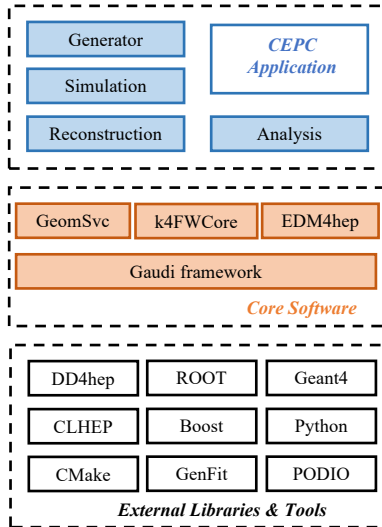 Generator
CEPC
Application
Simulation
Reconstruction
Analysis
GeomSvc k4FWCore EDM4hep
Gaudi framework
Core Software
DD4hep ROOT Geant4
CLHEP Boost Python
CMake GenFit PODIO
External Libraries & Tools